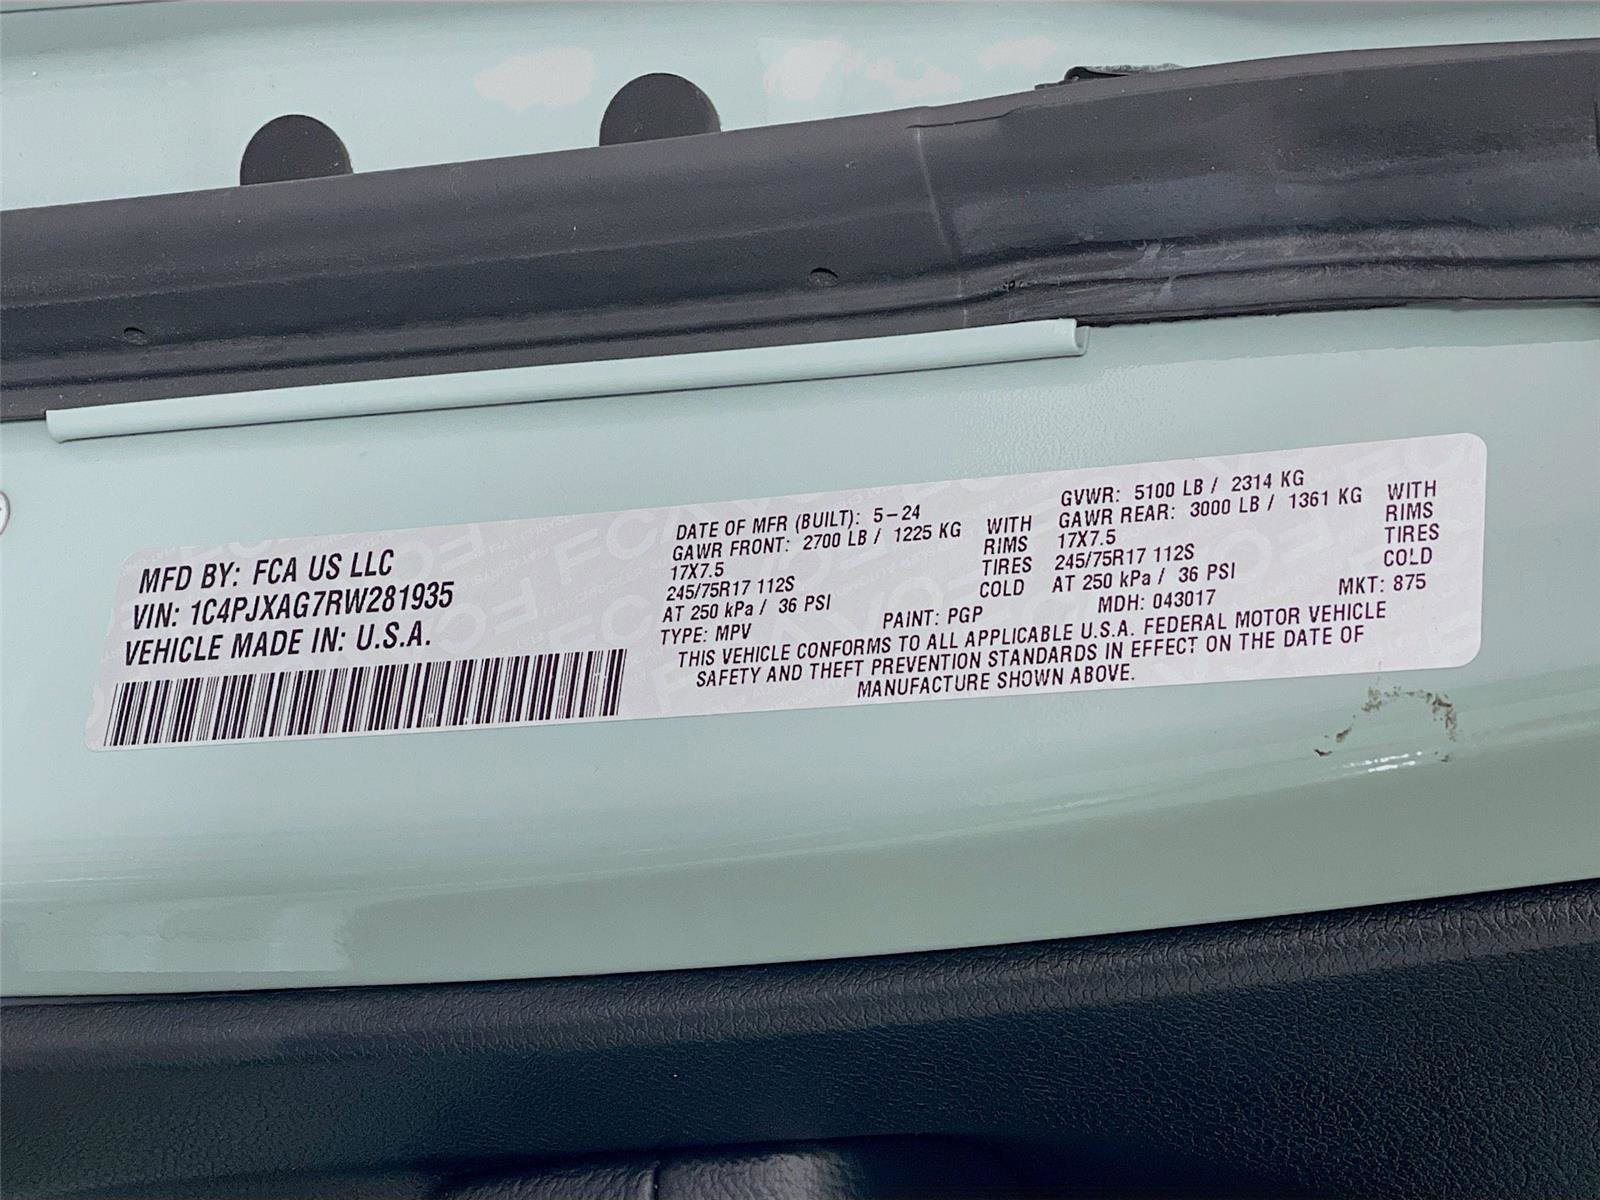 MFD BY: FCA US LLC
VIN: 1C4PJXAG7RW281935
VEHICLE MADE IN: U.S.A.
DATE OF MFR (BUILT): 5-24
GAWR FRONT: 2700 LB / 1225 KG WITH
17X7.5 RIMS
245/75R17 112S TIRES
AT 250 kPa / 36 PSI COLD
GVWR: 5100 LB / 2314 KG
GAWR REAR: 3000 LB / 1361 KG WITH
17X7.5 RIMS
245/75R17 112S TIRES
AT 250 kPa / 36 PSI COLD
TYPE: MPV PAINT: PGP MDH: 043017 MKT: 875
THIS VEHICLE CONFORMS TO ALL APPLICABLE U.S.A. FEDERAL MOTOR VEHICLE
SAFETY AND THEFT PREVENTION STANDARDS IN EFFECT ON THE DATE OF
MANUFACTURE SHOWN ABOVE.